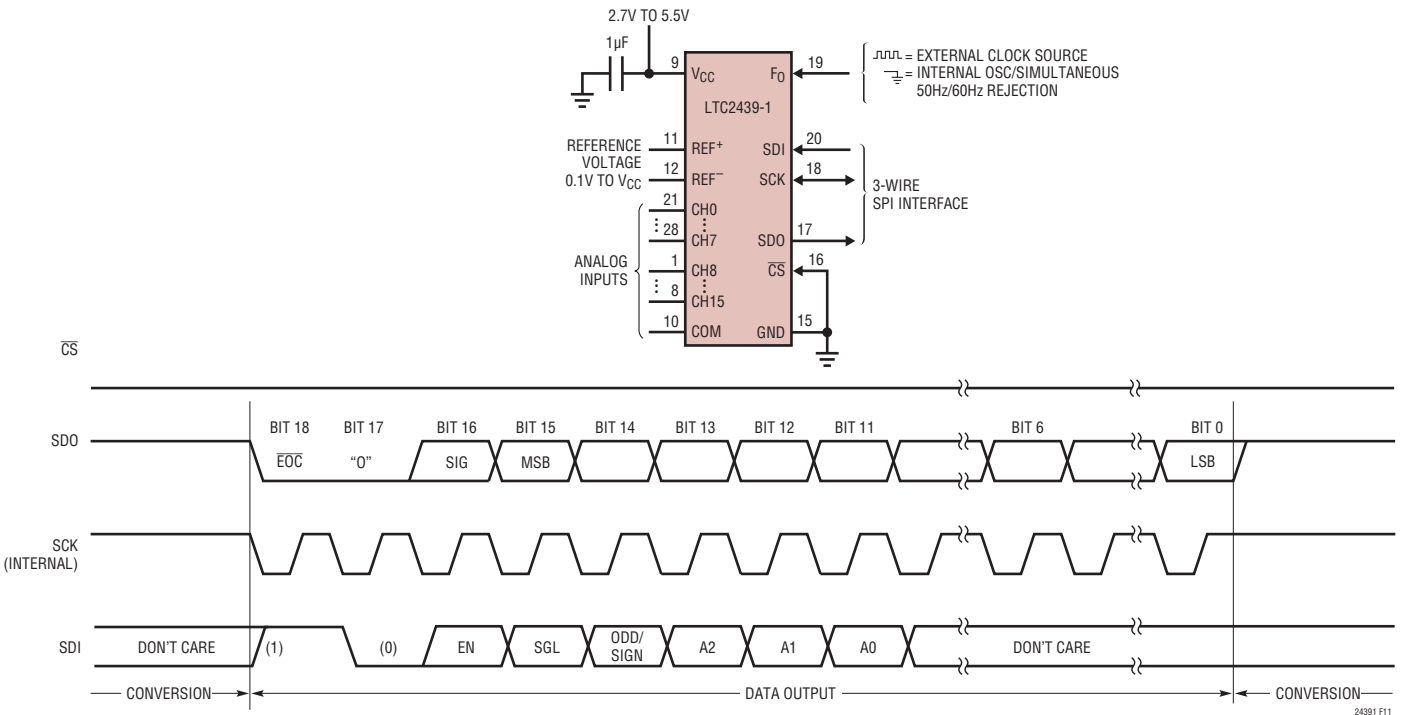 2.7V TO 5.5V
1µF
9
VCC
FO
19
= EXTERNAL CLOCK SOURCE
= INTERNAL OSC/SIMULTANEOUS
50Hz/60Hz REJECTION
LTC2439-1
REFERENCE
VOLTAGE
0.1V TO VCC
11
REF+
12
REF–
SDI
20
SCK
18
3-WIRE
SPI INTERFACE
21
CH0
28
CH7
SDO
17
ANALOG
INPUTS
1
CH8
CS
16
8
CH15
10
COM
GND
15
CS
SDO
BIT 18
BIT 17
BIT 16
BIT 15
BIT 14
BIT 13
BIT 12
BIT 11
BIT 6
BIT 0
EOC
“0”
SIG
MSB
LSB
SCK
(INTERNAL)
SDI
DON'T CARE
(1)
(0)
EN
SGL
ODD/
SIGN
A2
A1
A0
DON'T CARE
CONVERSION
DATA OUTPUT
CONVERSION
24391 F11